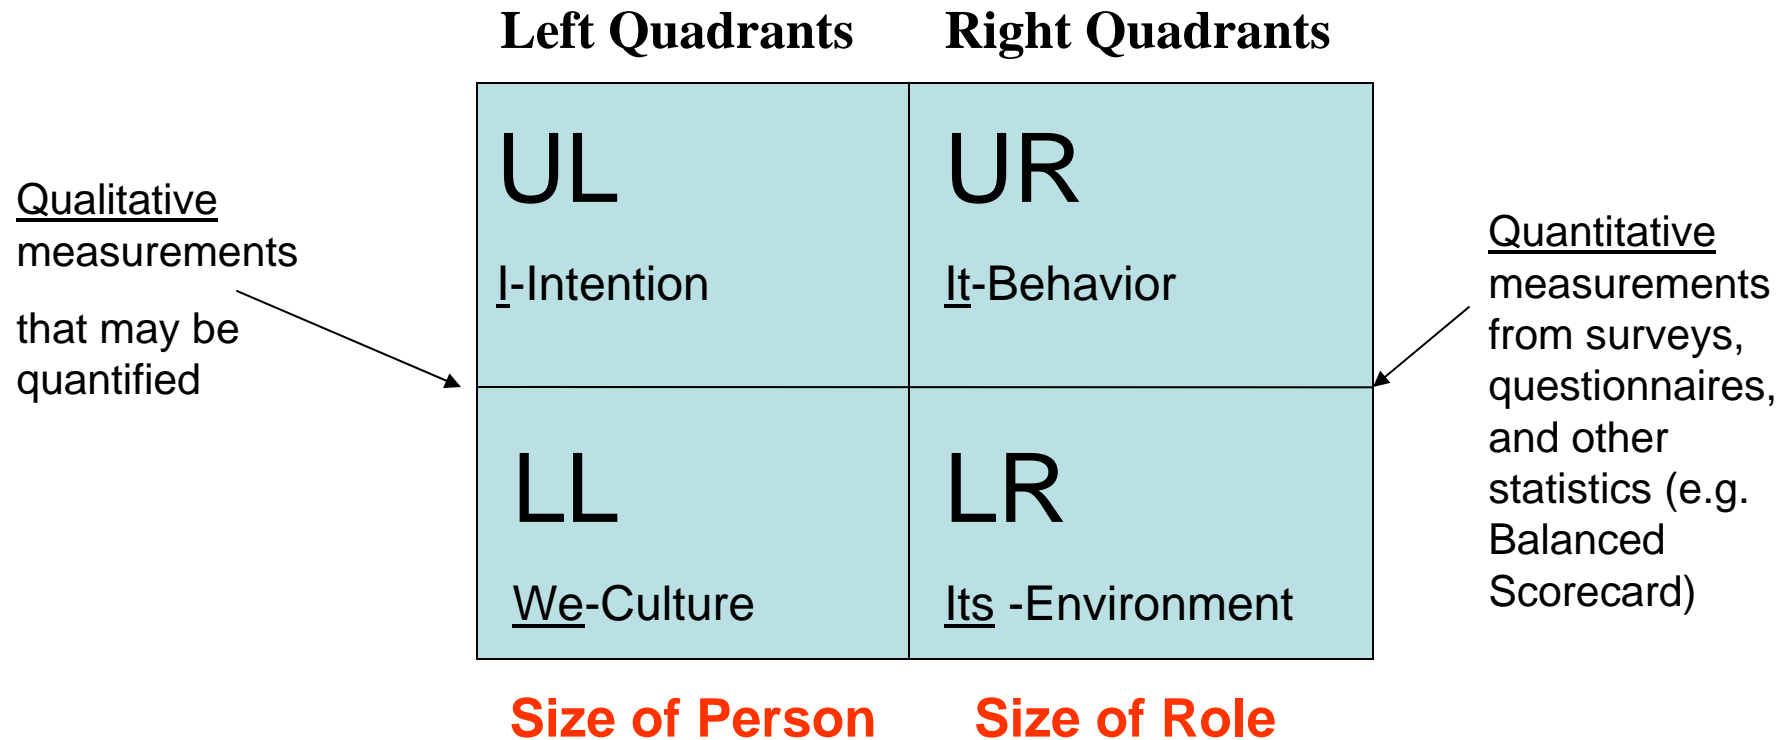 Left Quadrants
Right Quadrants
Qualitative
measurements
that may be
quantified
UL
I-Intention
UR
It-Behavior
LL
We-Culture
LR
Its -Environment
Quantitative
measurements
from surveys,
questionnaires,
and other
statistics (e.g.
Balanced
Scorecard)
Size of Person
Size of Role